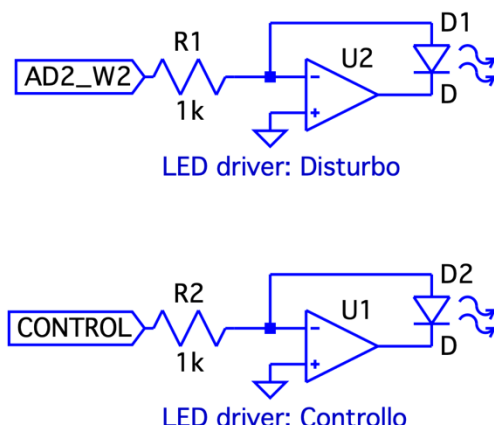 D1
R1
U2
AD2_W2
1k
D
LED driver: Disturbo
D2
R2
U1
CONTROL
1k
D
LED driver: Controllo